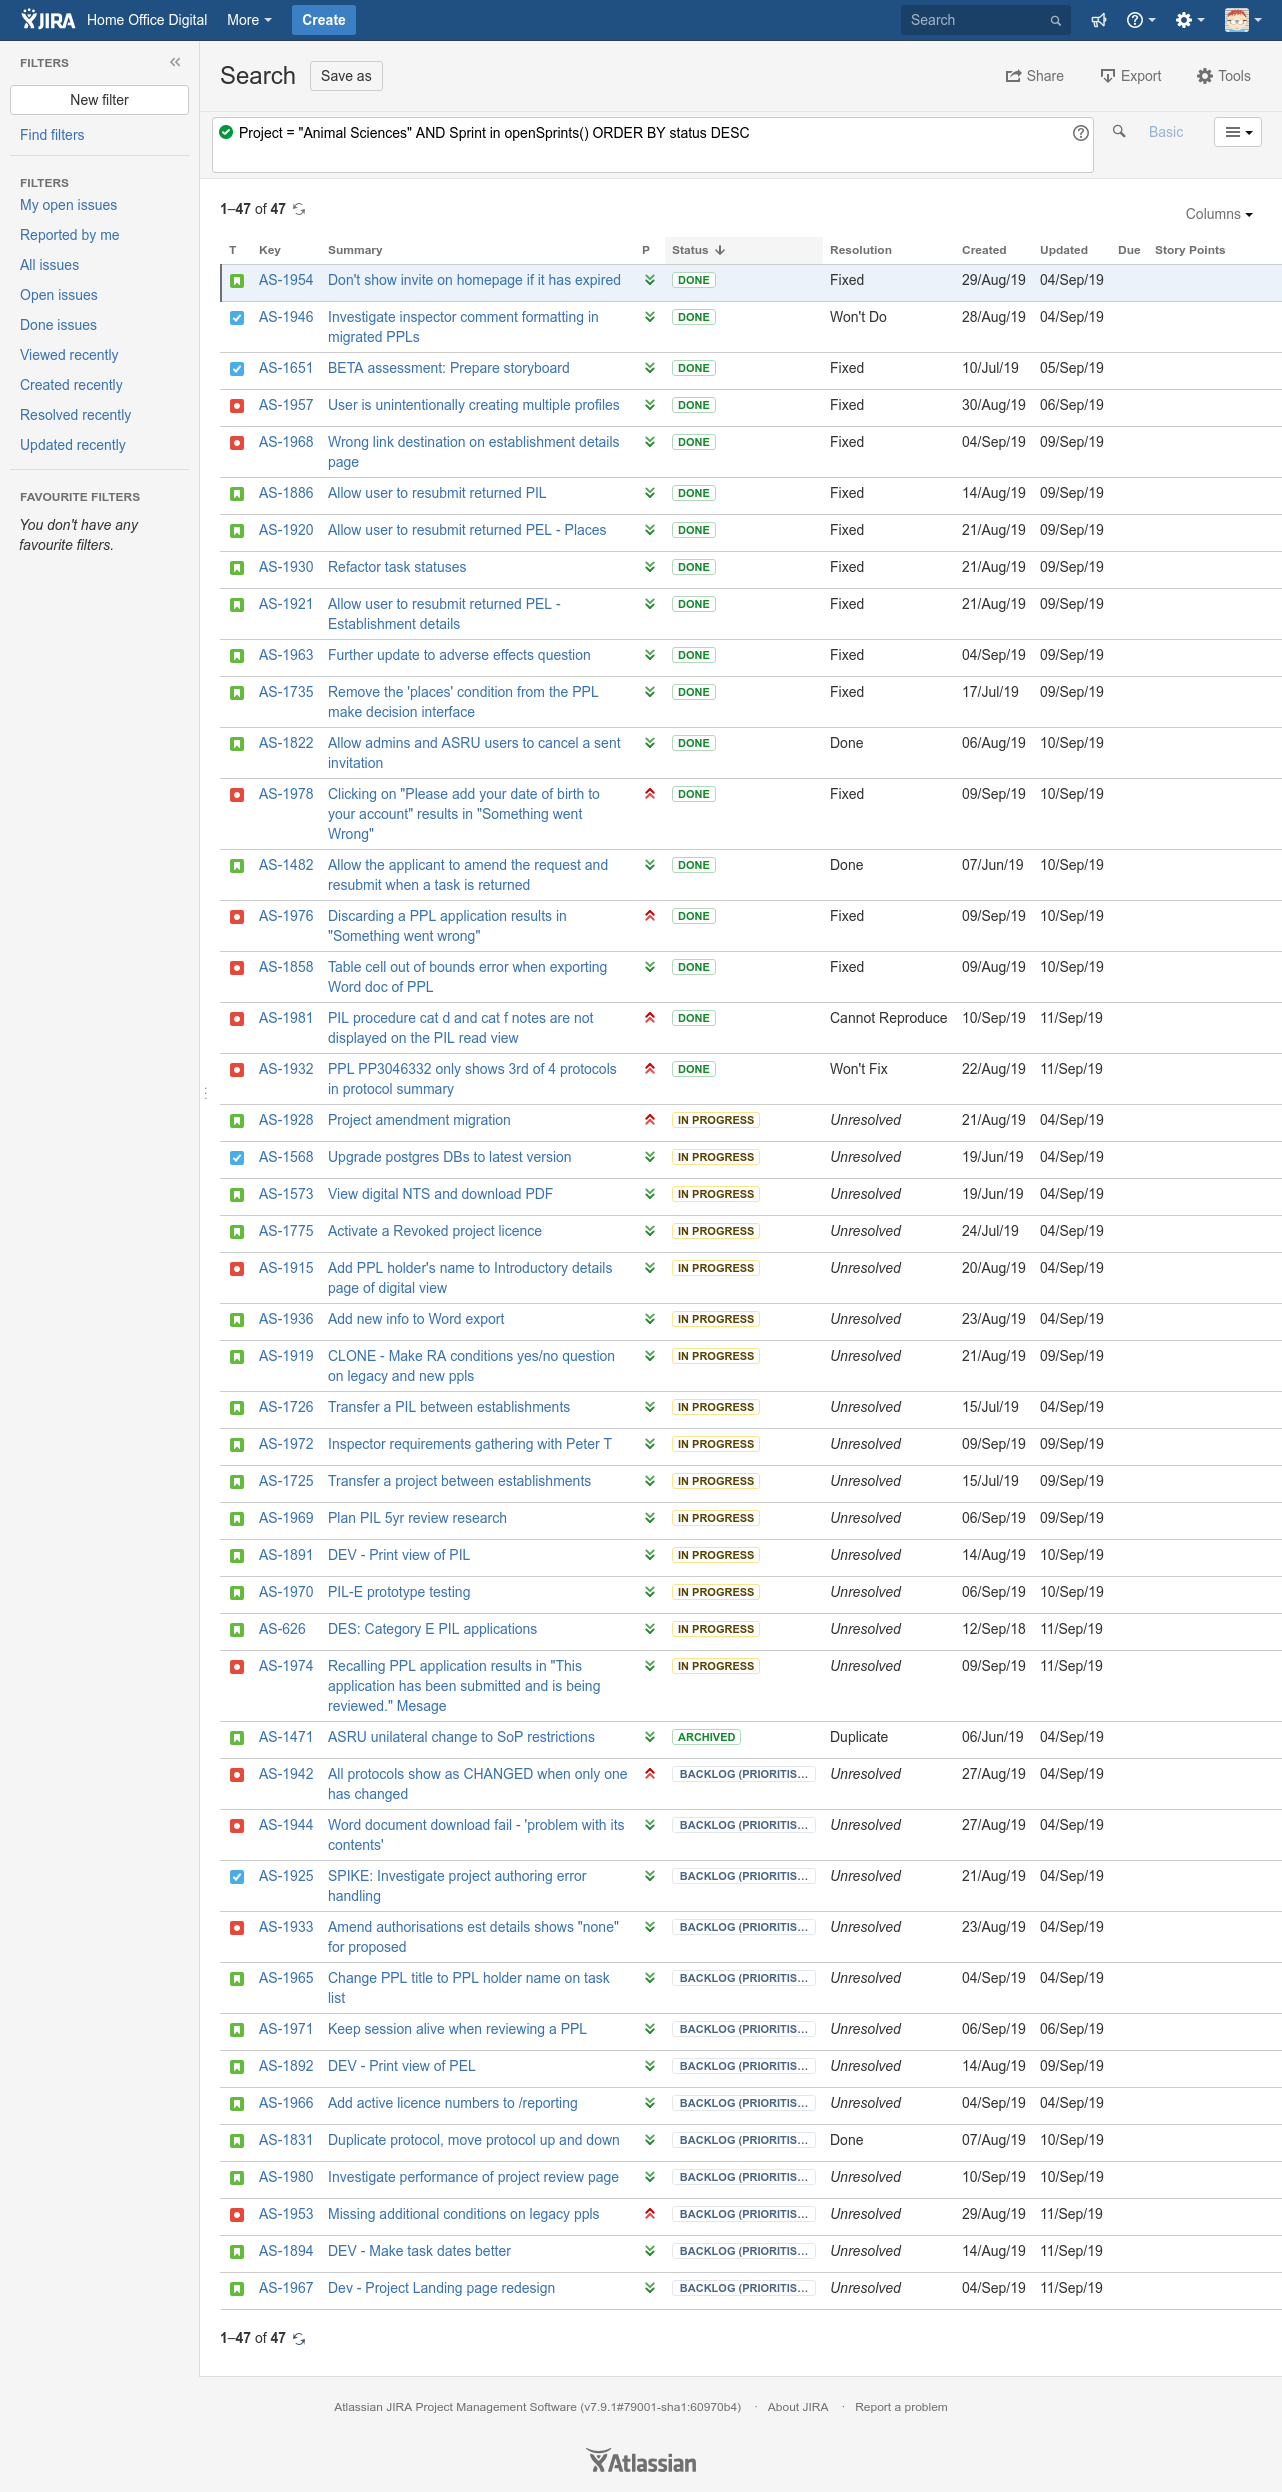 JIRA Home Office Digital More Create Search
FILTERS
New filter
Find filters
FILTERS
My open issues
Reported by me
All issues
Open issues
Done issues
Viewed recently
Created recently
Resolved recently
Updated recently
FAVOURITE FILTERS
You don't have any
favourite filters.
Search Save as Share Export Tools
Project = "Animal Sciences" AND Sprint in openSprints() ORDER BY status DESC
Basic
1–47 of 47
Columns
T Key Summary P Status Resolution Created Updated Due Story Points
AS-1954 Don't show invite on homepage if it has expired DONE Fixed 29/Aug/19 04/Sep/19
AS-1946 Investigate inspector comment formatting in DONE Won't Do 28/Aug/19 04/Sep/19
migrated PPLs
AS-1651 BETA assessment: Prepare storyboard DONE Fixed 10/Jul/19 05/Sep/19
AS-1957 User is unintentionally creating multiple profiles DONE Fixed 30/Aug/19 06/Sep/19
AS-1968 Wrong link destination on establishment details DONE Fixed 04/Sep/19 09/Sep/19
page
AS-1886 Allow user to resubmit returned PIL DONE Fixed 14/Aug/19 09/Sep/19
AS-1920 Allow user to resubmit returned PEL - Places DONE Fixed 21/Aug/19 09/Sep/19
AS-1930 Refactor task statuses DONE Fixed 21/Aug/19 09/Sep/19
AS-1921 Allow user to resubmit returned PEL - DONE Fixed 21/Aug/19 09/Sep/19
Establishment details
AS-1963 Further update to adverse effects question DONE Fixed 04/Sep/19 09/Sep/19
AS-1735 Remove the 'places' condition from the PPL DONE Fixed 17/Jul/19 09/Sep/19
make decision interface
AS-1822 Allow admins and ASRU users to cancel a sent DONE Done 06/Aug/19 10/Sep/19
invitation
AS-1978 Clicking on "Please add your date of birth to DONE Fixed 09/Sep/19 10/Sep/19
your account" results in "Something went
Wrong"
AS-1482 Allow the applicant to amend the request and DONE Done 07/Jun/19 10/Sep/19
resubmit when a task is returned
AS-1976 Discarding a PPL application results in DONE Fixed 09/Sep/19 10/Sep/19
"Something went wrong"
AS-1858 Table cell out of bounds error when exporting DONE Fixed 09/Aug/19 10/Sep/19
Word doc of PPL
AS-1981 PIL procedure cat d and cat f notes are not DONE Cannot Reproduce 10/Sep/19 11/Sep/19
displayed on the PIL read view
AS-1932 PPL PP3046332 only shows 3rd of 4 protocols DONE Won't Fix 22/Aug/19 11/Sep/19
in protocol summary
AS-1928 Project amendment migration IN PROGRESS Unresolved 21/Aug/19 04/Sep/19
AS-1568 Upgrade postgres DBs to latest version IN PROGRESS Unresolved 19/Jun/19 04/Sep/19
AS-1573 View digital NTS and download PDF IN PROGRESS Unresolved 19/Jun/19 04/Sep/19
AS-1775 Activate a Revoked project licence IN PROGRESS Unresolved 24/Jul/19 04/Sep/19
AS-1915 Add PPL holder's name to Introductory details IN PROGRESS Unresolved 20/Aug/19 04/Sep/19
page of digital view
AS-1936 Add new info to Word export IN PROGRESS Unresolved 23/Aug/19 04/Sep/19
AS-1919 CLONE - Make RA conditions yes/no question IN PROGRESS Unresolved 21/Aug/19 09/Sep/19
on legacy and new ppls
AS-1726 Transfer a PIL between establishments IN PROGRESS Unresolved 15/Jul/19 04/Sep/19
AS-1972 Inspector requirements gathering with Peter T IN PROGRESS Unresolved 09/Sep/19 09/Sep/19
AS-1725 Transfer a project between establishments IN PROGRESS Unresolved 15/Jul/19 09/Sep/19
AS-1969 Plan PIL 5yr review research IN PROGRESS Unresolved 06/Sep/19 09/Sep/19
AS-1891 DEV - Print view of PIL IN PROGRESS Unresolved 14/Aug/19 10/Sep/19
AS-1970 PIL-E prototype testing IN PROGRESS Unresolved 06/Sep/19 10/Sep/19
AS-626 DES: Category E PIL applications IN PROGRESS Unresolved 12/Sep/18 11/Sep/19
AS-1974 Recalling PPL application results in "This IN PROGRESS Unresolved 09/Sep/19 11/Sep/19
application has been submitted and is being
reviewed." Mesage
AS-1471 ASRU unilateral change to SoP restrictions ARCHIVED Duplicate 06/Jun/19 04/Sep/19
AS-1942 All protocols show as CHANGED when only one BACKLOG (PRIORITIS... Unresolved 27/Aug/19 04/Sep/19
has changed
AS-1944 Word document download fail - 'problem with its BACKLOG (PRIORITIS... Unresolved 27/Aug/19 04/Sep/19
contents'
AS-1925 SPIKE: Investigate project authoring error BACKLOG (PRIORITIS... Unresolved 21/Aug/19 04/Sep/19
handling
AS-1933 Amend authorisations est details shows "none" BACKLOG (PRIORITIS... Unresolved 23/Aug/19 04/Sep/19
for proposed
AS-1965 Change PPL title to PPL holder name on task BACKLOG (PRIORITIS... Unresolved 04/Sep/19 04/Sep/19
list
AS-1971 Keep session alive when reviewing a PPL BACKLOG (PRIORITIS... Unresolved 06/Sep/19 06/Sep/19
AS-1892 DEV - Print view of PEL BACKLOG (PRIORITIS... Unresolved 14/Aug/19 09/Sep/19
AS-1966 Add active licence numbers to /reporting BACKLOG (PRIORITIS... Unresolved 04/Sep/19 04/Sep/19
AS-1831 Duplicate protocol, move protocol up and down BACKLOG (PRIORITIS... Done 07/Aug/19 10/Sep/19
AS-1980 Investigate performance of project review page BACKLOG (PRIORITIS... Unresolved 10/Sep/19 10/Sep/19
AS-1953 Missing additional conditions on legacy ppls BACKLOG (PRIORITIS... Unresolved 29/Aug/19 11/Sep/19
AS-1894 DEV - Make task dates better BACKLOG (PRIORITIS... Unresolved 14/Aug/19 11/Sep/19
AS-1967 Dev - Project Landing page redesign BACKLOG (PRIORITIS... Unresolved 04/Sep/19 11/Sep/19
1–47 of 47
Atlassian JIRA Project Management Software (v7.9.1#79001-sha1:60970b4) · About JIRA · Report a problem
Atlassian